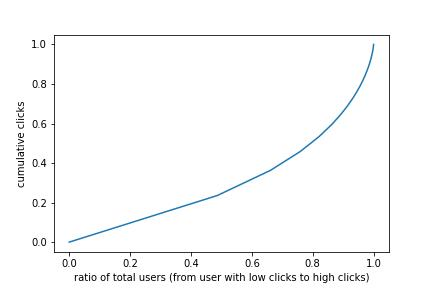 1.0
0.8
0.6
0.4
0.2
0.0
cumulative clicks
0.0 0.2 0.4 0.6 0.8 1.0
ratio of total users (from user with low clicks to high clicks)